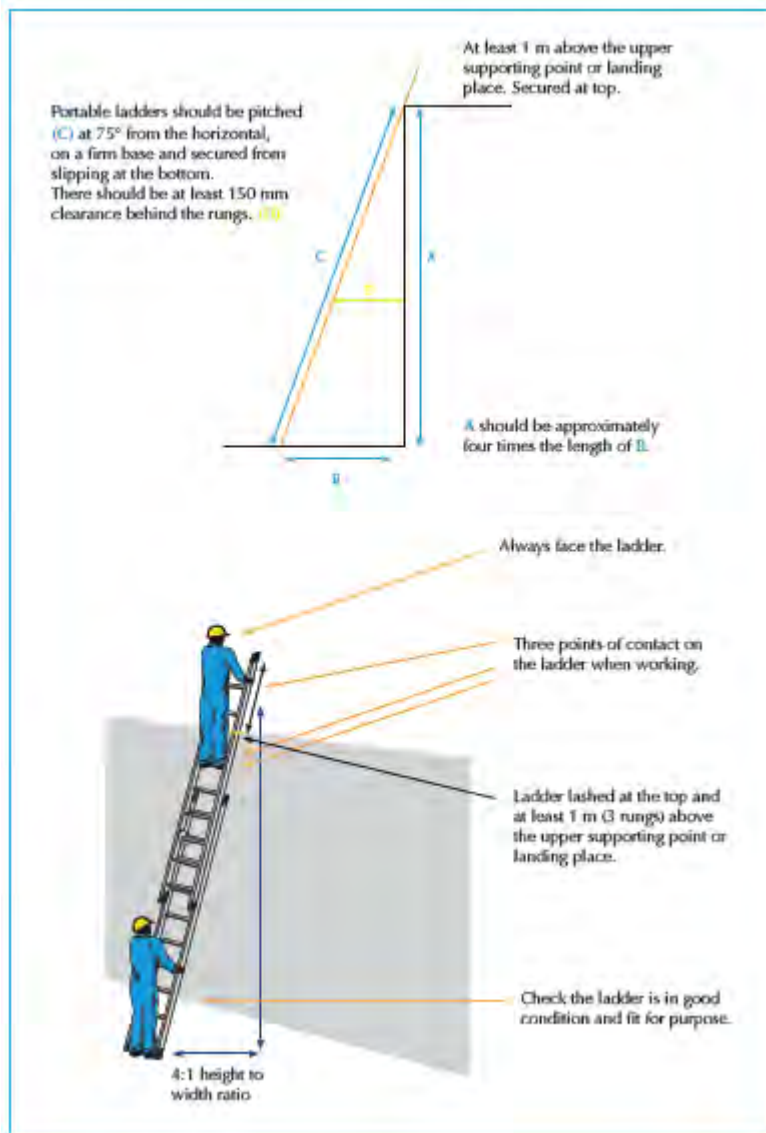 At least 1 m above the upper
supporting point or landing
place. Secured at top.
Portable ladders should be pitched
(C) at 75° from the horizontal,
on a firm base and secured from
slipping at the bottom.
There should be at least 150 mm
clearance behind the rungs.
C
A should be approximately
four times the length of B.
B
Always face the ladder.
Three points of contact on
the ladder when working.
Ladder lashed at the top and
at least 1 m (3 rungs) above
the upper supporting point or
landing place.
Check the ladder is in good
condition and fit for purpose.
4:1 height to
width ratio